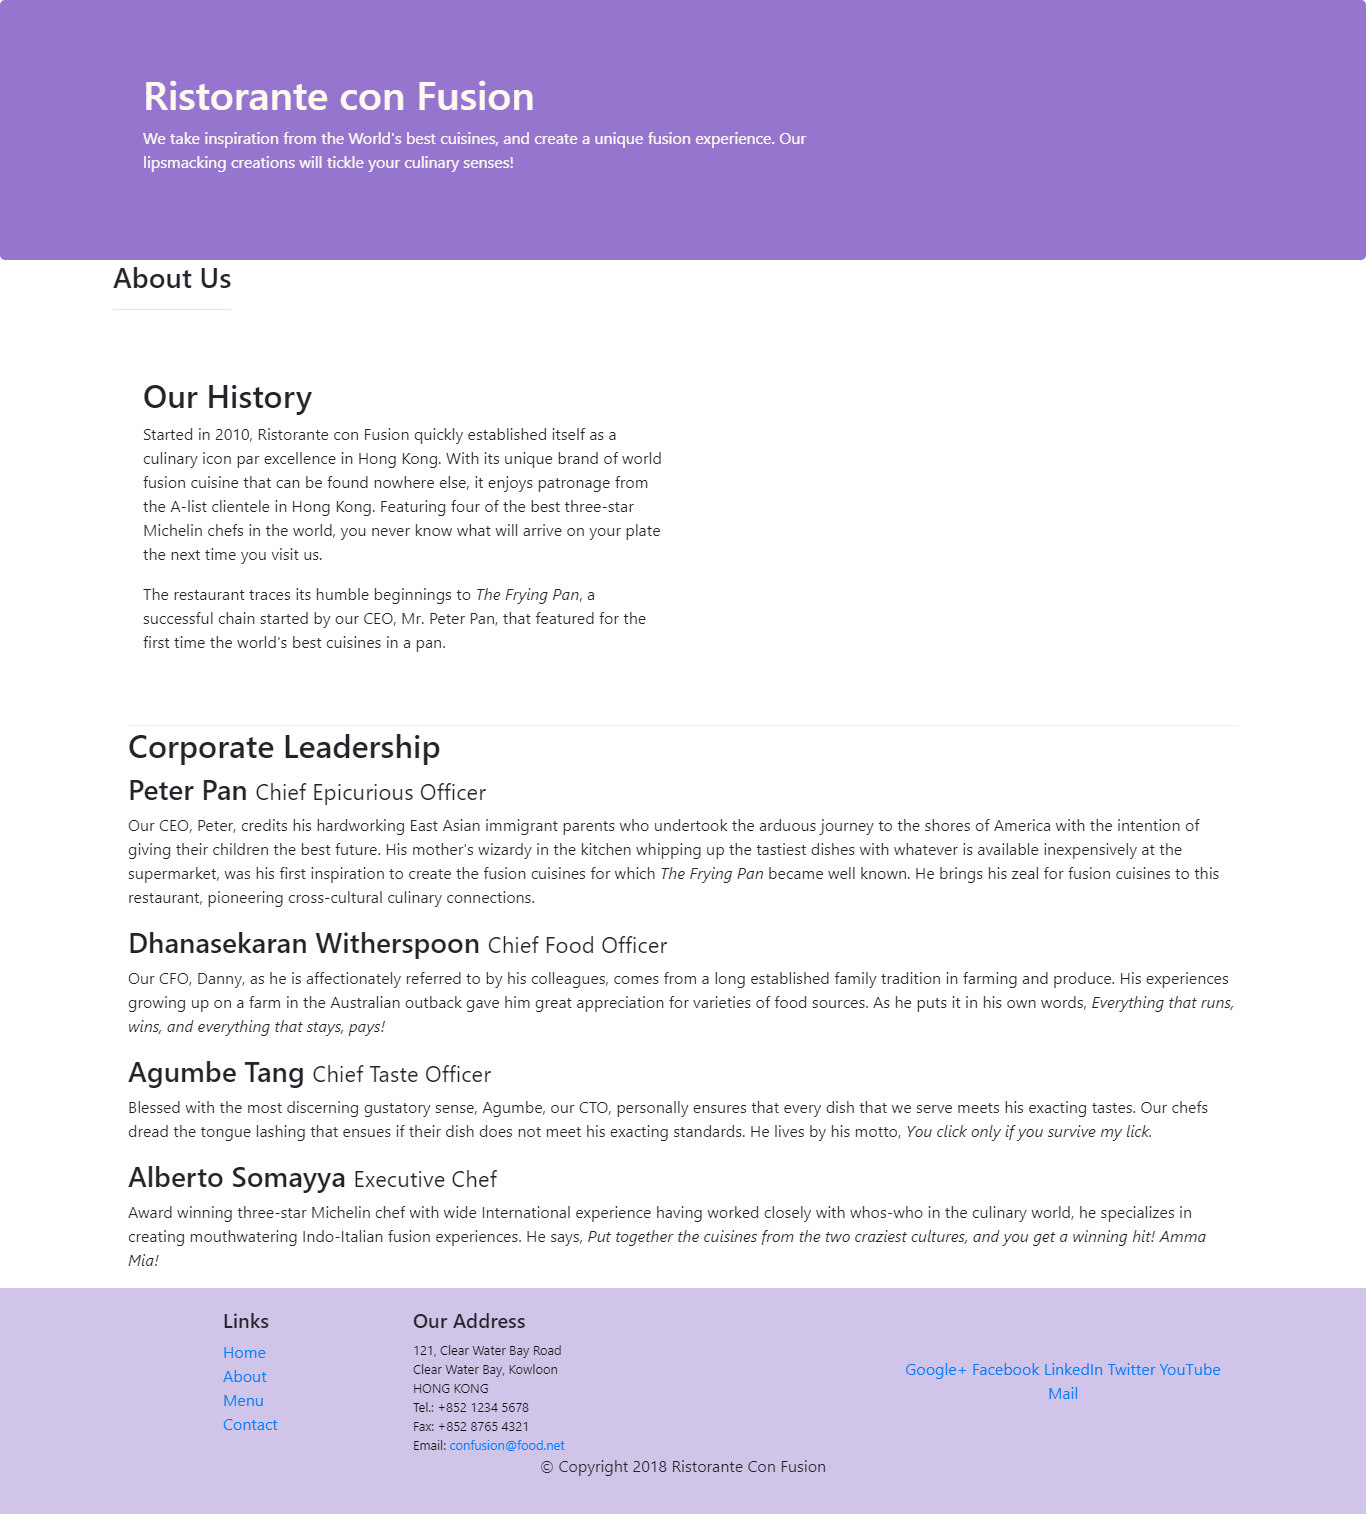 Ristorante con Fusion
We take inspiration from the World's best cuisines, and create a unique fusion experience. Our
lipsmacking creations will tickle your culinary senses!
About Us
Our History
Started in 2010, Ristorante con Fusion quickly established itself as a
culinary icon par excellence in Hong Kong. With its unique brand of world
fusion cuisine that can be found nowhere else, it enjoys patronage from
the A-list clientele in Hong Kong. Featuring four of the best three-star
Michelin chefs in the world, you never know what will arrive on your plate
the next time you visit us.
The restaurant traces its humble beginnings to The Frying Pan, a
successful chain started by our CEO, Mr. Peter Pan, that featured for the
first time the world's best cuisines in a pan.
Corporate Leadership
Peter Pan Chief Epicurious Officer
Our CEO, Peter, credits his hardworking East Asian immigrant parents who undertook the arduous journey to the shores of America with the intention of
giving their children the best future. His mother's wizardy in the kitchen whipping up the tastiest dishes with whatever is available inexpensively at the
supermarket, was his first inspiration to create the fusion cuisines for which The Frying Pan became well known. He brings his zeal for fusion cuisines to this
restaurant, pioneering cross-cultural culinary connections.
Dhanasekaran Witherspoon Chief Food Officer
Our CFO, Danny, as he is affectionately referred to by his colleagues, comes from a long established family tradition in farming and produce. His experiences
growing up on a farm in the Australian outback gave him great appreciation for varieties of food sources. As he puts it in his own words, Everything that runs,
wins, and everything that stays, pays!
Agumbe Tang Chief Taste Officer
Blessed with the most discerning gustatory sense, Agumbe, our CTO, personally ensures that every dish that we serve meets his exacting tastes. Our chefs
dread the tongue lashing that ensues if their dish does not meet his exacting standards. He lives by his motto, You click only if you survive my lick.
Alberto Somayya Executive Chef
Award winning three-star Michelin chef with wide International experience having worked closely with whos-who in the culinary world, he specializes in
creating mouthwatering Indo-Italian fusion experiences. He says, Put together the cuisines from the two craziest cultures, and you get a winning hit! Amma
Mia!
Links
Home
About
Menu
Contact
Our Address
121, Clear Water Bay Road
Clear Water Bay, Kowloon
HONG KONG
Tel.: +852 1234 5678
Fax: +852 8765 4321
Email: confusion@food.net
Google+ Facebook LinkedIn Twitter YouTube
Mail
© Copyright 2018 Ristorante Con Fusion